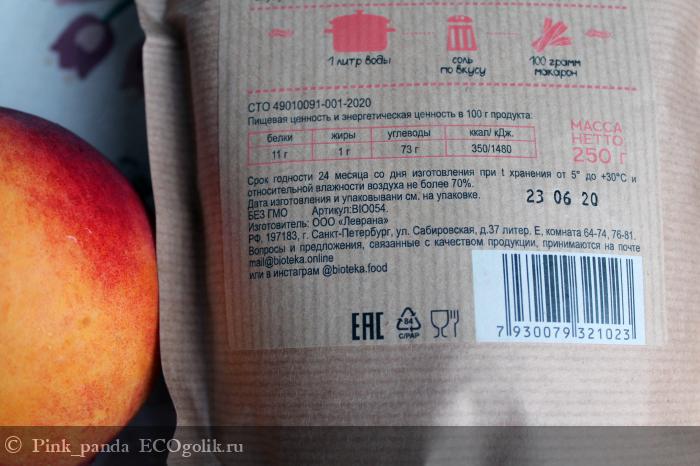 1 литр воды
соль по вкусу
100 грамм макарон
СТО 49010091-001-2020
Пищевая ценность и энергетическая ценность в 100 г продукта:
белки жиры углеводы ккал/ кДж.
11 г 1 г 73 г 350/1480
МАССА НЕТТО: 250 г
Срок годности 24 месяца со дня изготовления при t хранения от 5° до +30°С и
относительной влажности воздуха не более 70%.
Дата изготовления и упаковывани см. на упаковке.
23 06 20
БЕЗ ГМО Артикул:BIO054.
Изготовитель: ООО «Леврана»
РФ, 197183, г. Санкт-Петербург, ул. Сабировская, д.37 литер. Е, комната 64-74, 76-81.
Вопросы и предложения, связанные с качеством продукции, принимаются на почте
mail@bioteka.online
или в инстаграм @bioteka.food
EAC
84
C/PAP
7 930079 321023
© Pink_panda ECOgolik.ru